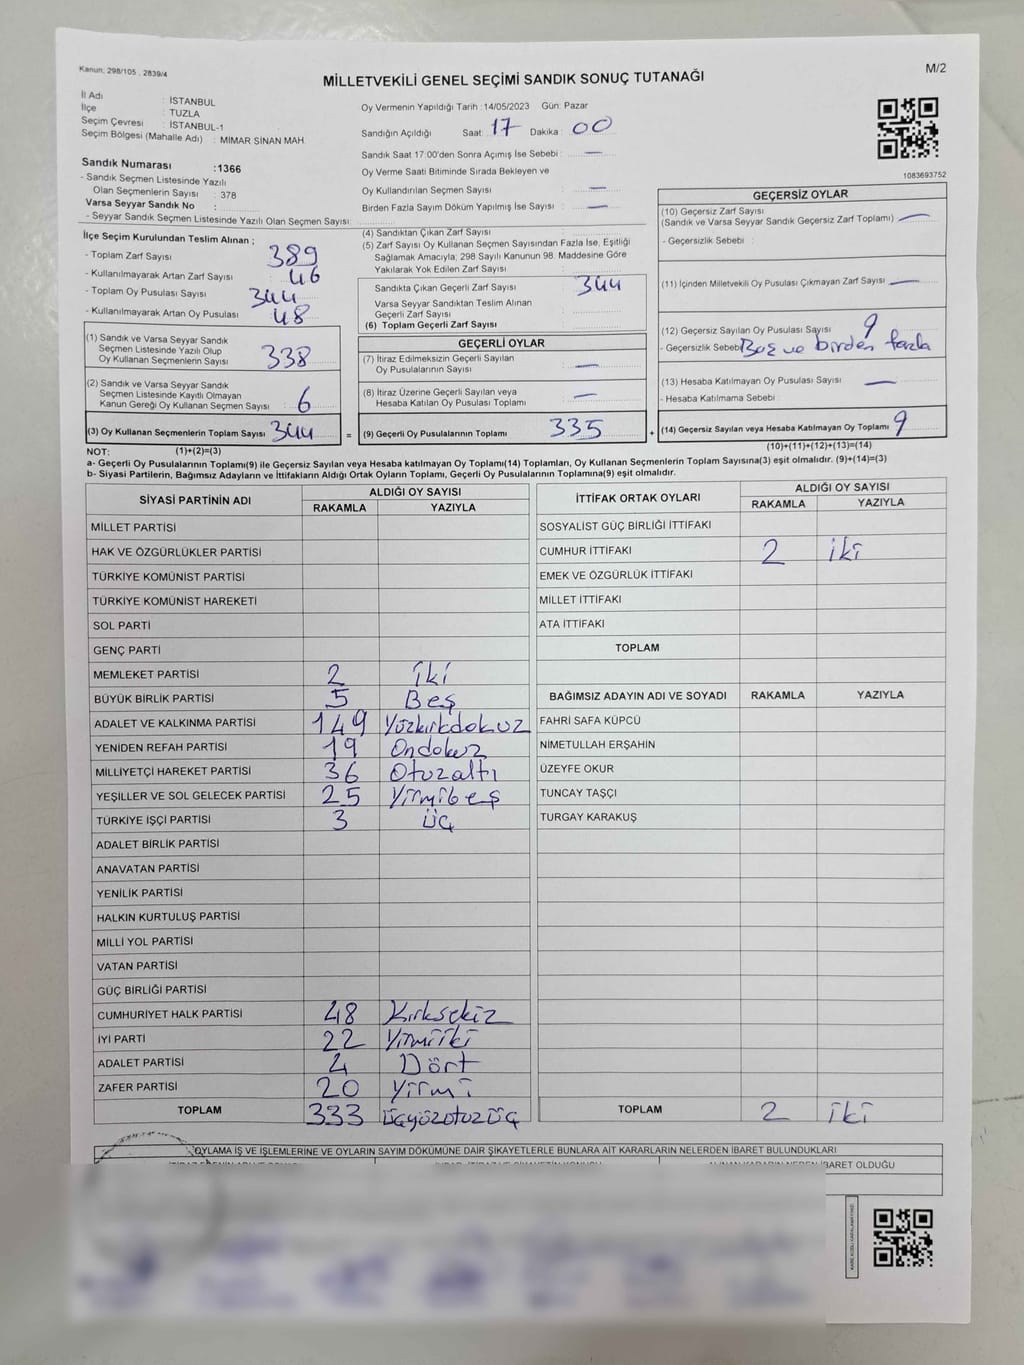 Kanun: 298/105 , 2839/4
M/2
MİLLETVEKİLİ GENEL SEÇİMİ SANDIK SONUÇ TUTANAĞI
İl Adı : İSTANBUL
İlçe : TUZLA
Seçim Çevresi : İSTANBUL-1
Seçim Bölgesi (Mahalle Adı) : MİMAR SİNAN MAH.
Sandık Numarası :1366
- Sandık Seçmen Listesinde Yazılı
Olan Seçmenlerin Sayısı : 378
Varsa Seyyar Sandık No :
- Seyyar Sandık Seçmen Listesinde Yazılı Olan Seçmen Sayısı:
Oy Vermenin Yapıldığı Tarih :14/05/2023 Gün: Pazar
Sandığın Açıldığı Saat: 17 Dakika : 00
Sandık Saat 17:00'den Sonra Açımış İse Sebebi : —
Oy Verme Saati Bitiminde Sırada Bekleyen ve
Oy Kullandırılan Seçmen Sayısı : —
Birden Fazla Sayım Döküm Yapılmış İse Sayısı : —
1083693752
İlçe Seçim Kurulundan Teslim Alınan ;
- Toplam Zarf Sayısı : 389
- Kullanılmayarak Artan Zarf Sayısı : 46
- Toplam Oy Pusulası Sayısı : 344
- Kullanılmayarak Artan Oy Pusulası : 48
(1) Sandık ve Varsa Seyyar Sandık
Seçmen Listesinde Yazılı Olup
Oy Kullanan Seçmenlerin Sayısı : 338
(2) Sandık ve Varsa Seyyar Sandık
Seçmen Listesinde Kayıtlı Olmayan
Kanun Gereği Oy Kullanan Seçmen Sayısı : 6
(3) Oy Kullanan Seçmenlerin Toplam Sayısı : 344
(4) Sandıktan Çıkan Zarf Sayısı :
(5) Zarf Sayısı Oy Kullanan Seçmen Sayısından Fazla İse, Eşitliği
Sağlamak Amacıyla; 298 Sayılı Kanunun 98. Maddesine Göre
Yakılarak Yok Edilen Zarf Sayısı :
Sandıkta Çıkan Geçerli Zarf Sayısı : 344
Varsa Seyyar Sandıktan Teslim Alınan
Geçerli Zarf Sayısı :
(6) Toplam Geçerli Zarf Sayısı :
GEÇERLİ OYLAR
(7) İtiraz Edilmeksizin Geçerli Sayılan
Oy Pusulalarının Sayısı : —
(8) İtiraz Üzerine Geçerli Sayılan veya
Hesaba Katılan Oy Pusulası Toplamı : —
= (9) Geçerli Oy Pusulalarının Toplamı : 335
GEÇERSİZ OYLAR
(10) Geçersiz Zarf Sayısı
(Sandık ve Varsa Seyyar Sandık Geçersiz Zarf Toplamı) : —
- Geçersizlik Sebebi :
(11) İçinden Milletvekili Oy Pusulası Çıkmayan Zarf Sayısı : —
(12) Geçersiz Sayılan Oy Pusulası Sayısı : 9
- Geçersizlik Sebebi: Boş ve birden fazla
(13) Hesaba Katılmayan Oy Pusulası Sayısı : —
- Hesaba Katılmama Sebebi :
+ (14) Geçersiz Sayılan veya Hesaba Katılmayan Oy Toplamı : 9
NOT: (1)+(2)=(3)
(10)+(11)+(12)+(13)=(14)
a- Geçerli Oy Pusulalarının Toplamı(9) ile Geçersiz Sayılan veya Hesaba katılmayan Oy Toplamı(14) Toplamları, Oy Kullanan Seçmenlerin Toplam Sayısına(3) eşit olmalıdır. (9)+(14)=(3)
b- Siyasi Partilerin, Bağımsız Adayların ve İttifakların Aldığı Ortak Oyların Toplamı, Geçerli Oy Pusulalarının Toplamına(9) eşit olmalıdır.
SİYASİ PARTİNİN ADI
ALDIĞI OY SAYISI
RAKAMLA YAZIYLA
MİLLET PARTİSİ
HAK VE ÖZGÜRLÜKLER PARTİSİ
TÜRKİYE KOMÜNİST PARTİSİ
TÜRKİYE KOMÜNİST HAREKETİ
SOL PARTİ
GENÇ PARTİ
MEMLEKET PARTİSİ 2 iki
BÜYÜK BİRLİK PARTİSİ 5 Beş
ADALET VE KALKINMA PARTİSİ 149 Yüzkırkdokuz
YENİDEN REFAH PARTİSİ 19 Ondokuz
MİLLİYETÇİ HAREKET PARTİSİ 36 Otuzaltı
YEŞİLLER VE SOL GELECEK PARTİSİ 25 Yirmibeş
TÜRKİYE İŞÇİ PARTİSİ 3 üç
ADALET BİRLİK PARTİSİ
ANAVATAN PARTİSİ
YENİLİK PARTİSİ
HALKIN KURTULUŞ PARTİSİ
MİLLİ YOL PARTİSİ
VATAN PARTİSİ
GÜÇ BİRLİĞİ PARTİSİ
CUMHURİYET HALK PARTİSİ 48 Kırksekiz
İYİ PARTİ 22 Yirmiiki
ADALET PARTİSİ 4 Dört
ZAFER PARTİSİ 20 Yirmi
TOPLAM 333 üçyüzotuzüç
İTTİFAK ORTAK OYLARI
ALDIĞI OY SAYISI
RAKAMLA YAZIYLA
SOSYALİST GÜÇ BİRLİĞİ İTTİFAKI
CUMHUR İTTİFAKI 2 iki
EMEK VE ÖZGÜRLÜK İTTİFAKI
MİLLET İTTİFAKI
ATA İTTİFAKI
TOPLAM
BAĞIMSIZ ADAYIN ADI VE SOYADI RAKAMLA YAZIYLA
FAHRİ SAFA KÜPCÜ
NİMETULLAH ERŞAHİN
ÜZEYFE OKUR
TUNCAY TAŞÇI
TURGAY KARAKUŞ
TOPLAM 2 iki
OYLAMA İŞ VE İŞLEMLERİNE VE OYLARIN SAYIM DÖKÜMÜNE DAİR ŞİKAYETLERLE BUNLARA AİT KARARLARIN NELERDEN İBARET BULUNDUKLARI
İBARET OLDUĞU